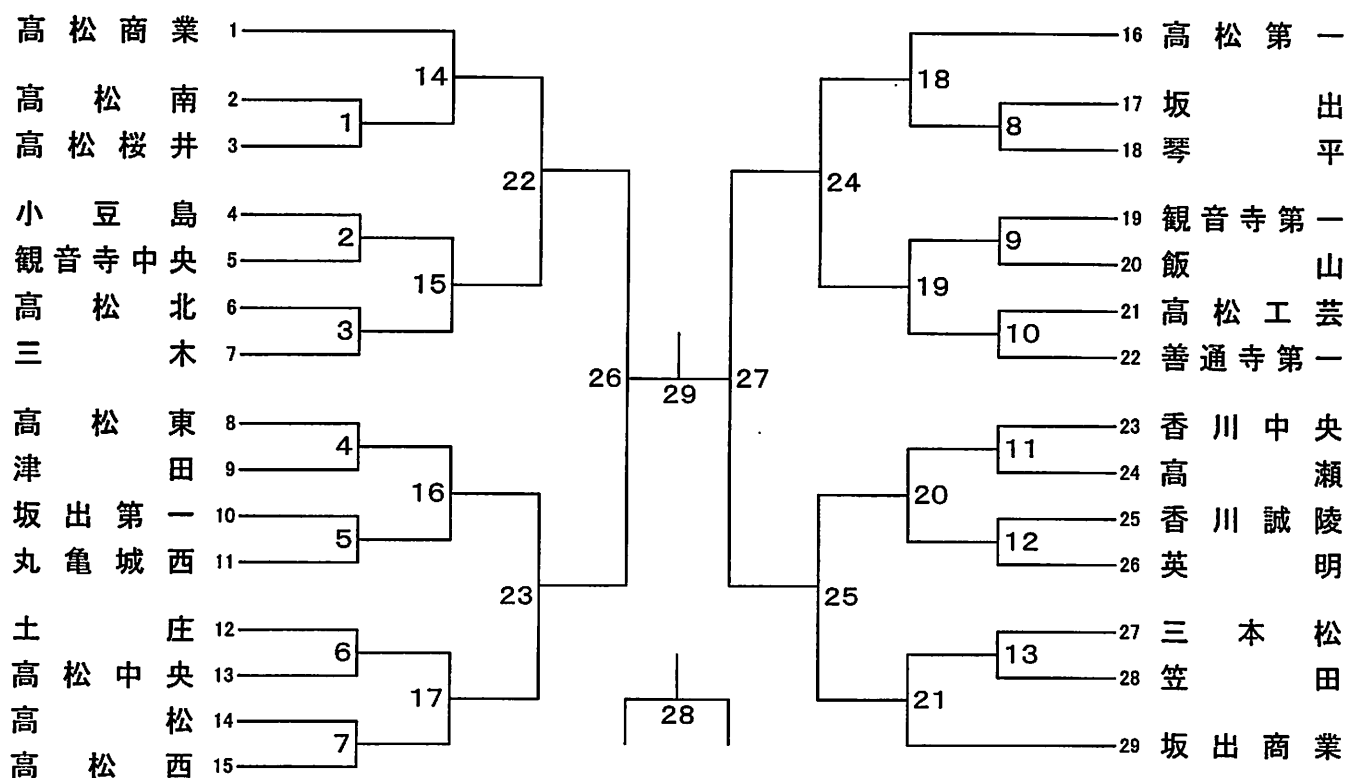 高松商業 1
14
高松南 2
1
高松桜井 3
22
小豆島 4
2
観音寺中央 5
15
高松北 6
3
三木 7
26
高松東 8
4
津田 9
16
坂出第一 10
5
丸亀城西 11
23
土庄 12
6
高松中央 13
17
高松 14
7
高松西 15
29
28
16 高松第一
18
17 坂出
8
18 琴平
24
19 観音寺第一
9
20 飯山
19
21 高松工芸
10
22 善通寺第一
27
23 香川中央
11
24 高瀬
20
25 香川誠陵
12
26 英明
25
27 三本松
13
28 笠田
21
29 坂出商業